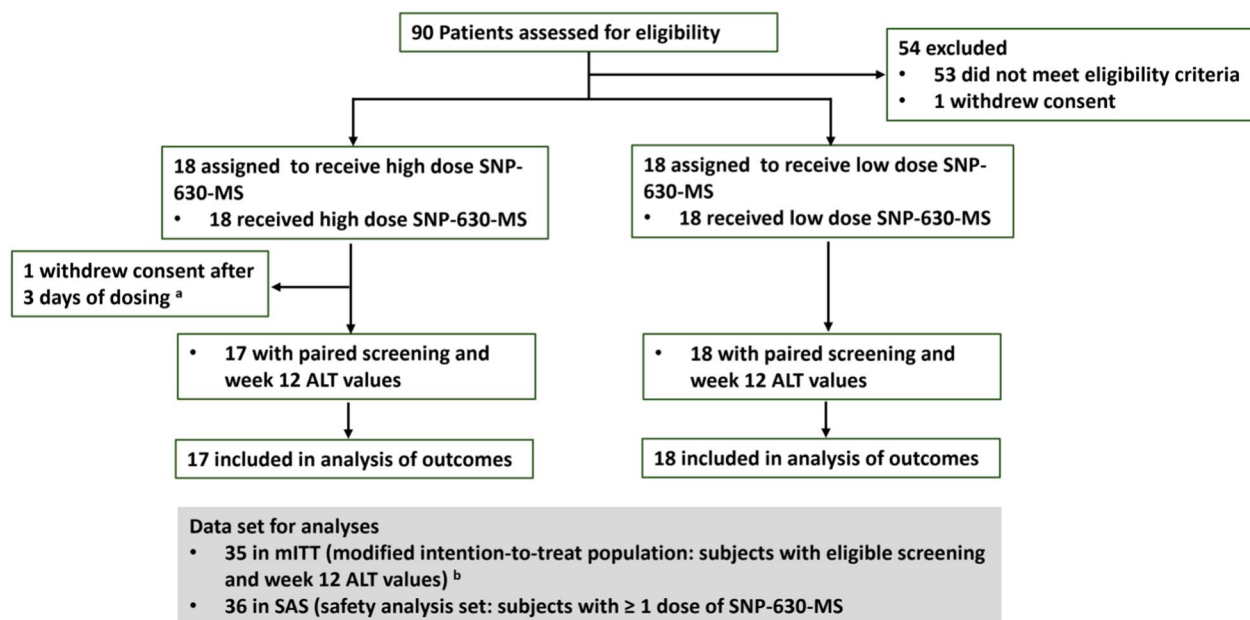 90 Patients assessed for eligibility
54 excluded
• 53 did not meet eligibility criteria
• 1 withdrew consent
18 assigned to receive high dose SNP-
630-MS
• 18 received high dose SNP-630-MS
18 assigned to receive low dose SNP-
630-MS
• 18 received low dose SNP-630-MS
1 withdrew consent after
3 days of dosing a
• 17 with paired screening and
week 12 ALT values
• 18 with paired screening and
week 12 ALT values
17 included in analysis of outcomes
18 included in analysis of outcomes
Data set for analyses
• 35 in mITT (modified intention-to-treat population: subjects with eligible screening
and week 12 ALT values) b
• 36 in SAS (safety analysis set: subjects with ≥ 1 dose of SNP-630-MS